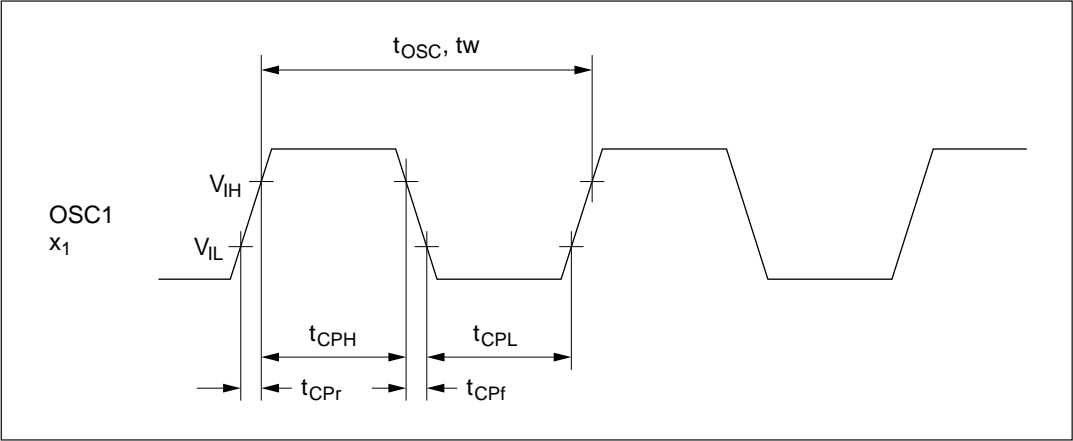 tOSC, tw
VIH
OSC1
x1
VIL
tCPH
tCPL
tCPr
tCPf